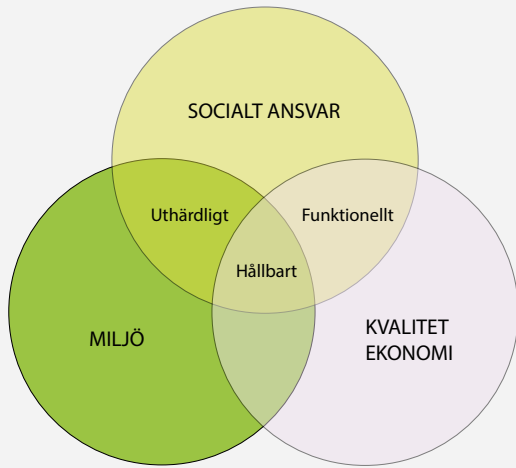 SOCIALT ANSVAR
Uthärdligt
Funktionellt
Hållbart
MILJÖ
KVALITET
EKONOMI